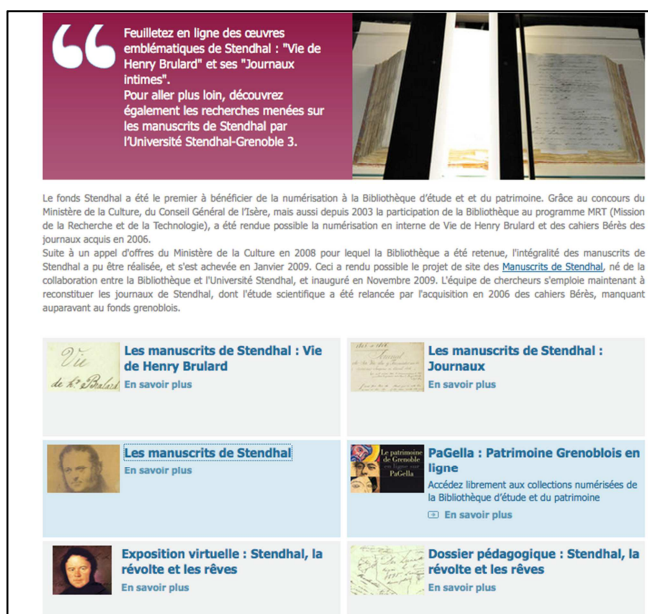 Feuilletez en ligne des œuvres
emblématiques de Stendhal : "Vie de
Henry Brulard" et ses "Journaux
intimes".
Pour aller plus loin, découvrez
également les recherches menées sur
les manuscrits de Stendhal par
l'Université Stendhal-Grenoble 3.
Le fonds Stendhal a été le premier à bénéficier de la numérisation à la Bibliothèque d'étude et et du patrimoine. Grâce au concours du
Ministère de la Culture, du Conseil Général de l'Isère, mais aussi depuis 2003 la participation de la Bibliothèque au programme MRT (Mission
de la Recherche et de la Technologie), a été rendue possible la numérisation en interne de Vie de Henry Brulard et des cahiers Bérès des
journaux acquis en 2006.
Suite à un appel d'offres du Ministère de la Culture en 2008 pour lequel la Bibliothèque a été retenue, l'intégralité des manuscrits de
Stendhal a pu être réalisée, et s'est achevée en Janvier 2009. Ceci a rendu possible le projet de site des Manuscrits de Stendhal, né de la
collaboration entre la Bibliothèque et l'Université Stendhal, et inauguré en Novembre 2009. L'équipe de chercheurs s'emploie maintenant à
reconstituer les journaux de Stendhal, dont l'étude scientifique a été relancée par l'acquisition en 2006 des cahiers Bérès, manquant
auparavant au fonds grenoblois.
Vie
de h.y Brulard
Les manuscrits de Stendhal : Vie
de Henry Brulard
En savoir plus
Les manuscrits de Stendhal :
Journaux
En savoir plus
Les manuscrits de Stendhal
En savoir plus
Le patrimoine
de Grenoble
en ligne sur
PaGella
PaGella : Patrimoine Grenoblois en
ligne
Accédez librement aux collections numérisées de
la Bibliothèque d'étude et du patrimoine
En savoir plus
Exposition virtuelle : Stendhal, la
révolte et les rêves
En savoir plus
Dossier pédagogique : Stendhal, la
révolte et les rêves
En savoir plus